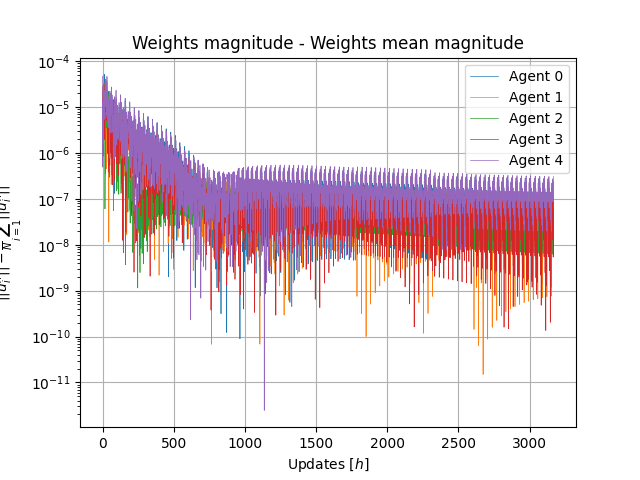 Weights magnitude - Weights mean magnitude
10⁻⁴
10⁻⁵
10⁻⁶
10⁻⁷
10⁻⁸
10⁻⁹
10⁻¹⁰
10⁻¹¹
Agent 0
Agent 1
Agent 2
Agent 3
Agent 4
0
500
1000
1500
2000
2500
3000
Updates [h]